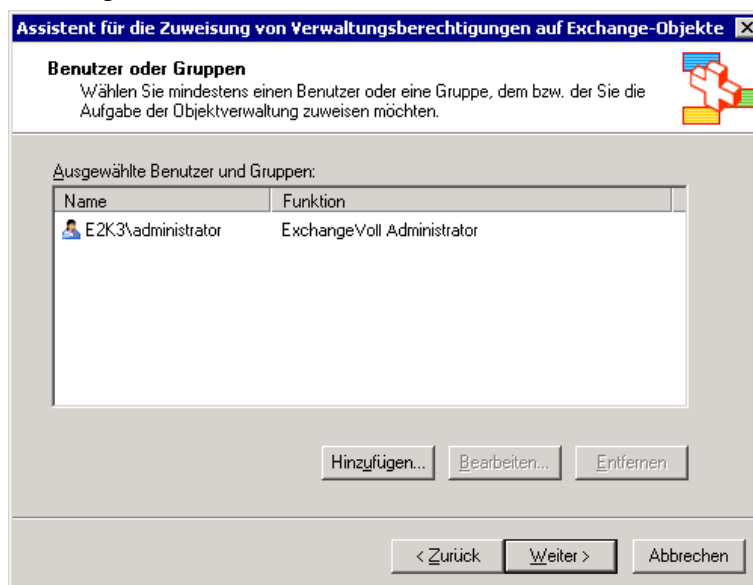 Assistent für die Zuweisung von Verwaltungsberechtigungen auf Exchange-Objekte
Benutzer oder Gruppen
Wählen Sie mindestens einen Benutzer oder eine Gruppe, dem bzw. der Sie die
Aufgabe der Objektverwaltung zuweisen möchten.
Ausgewählte Benutzer und Gruppen:
Name Funktion
E2K3\administrator ExchangeVoll Administrator
Hinzufügen... Bearbeiten... Entfernen
< Zurück Weiter > Abbrechen